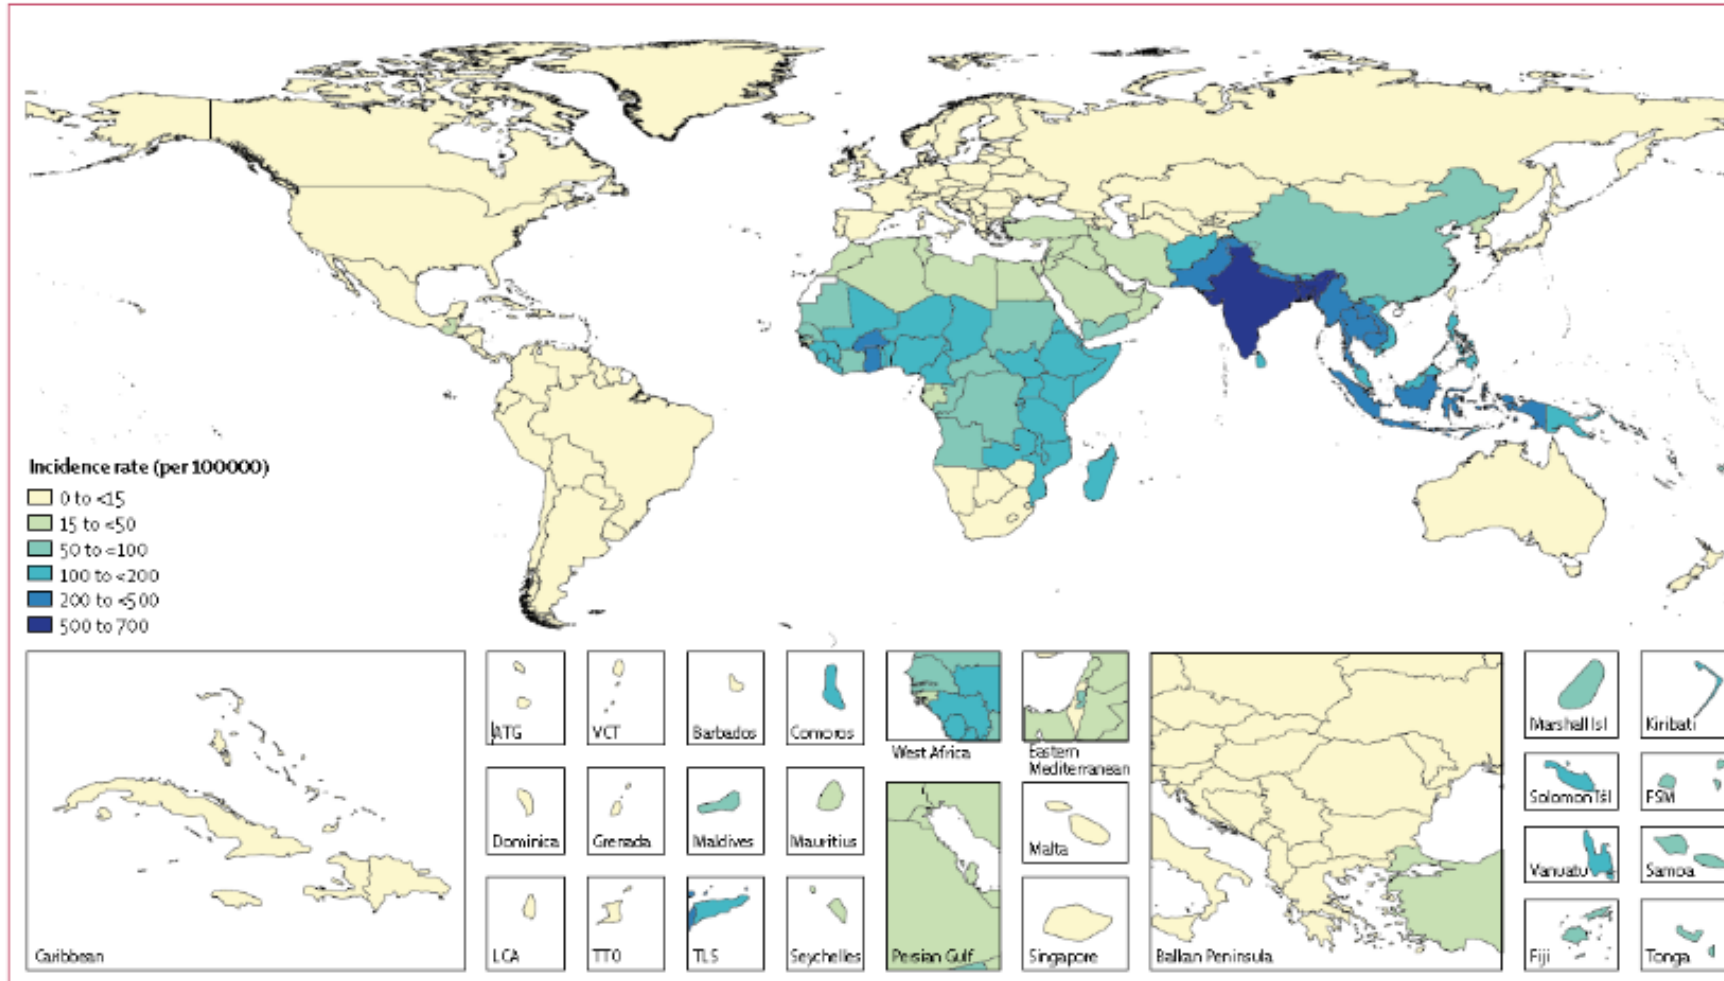 Incidence rate (per 100000)
0 to <15
15 to <50
50 to <100
100 to <200
200 to <500
500 to 700
Caribbean
ATG
VCT
Barbados
Comoros
West Africa
Eastern
Mediterranean
Marshall Isl
Kiribati
Dominica
Grenada
Maldives
Mauritius
Malta
Solomon Isl
FSM
Vanuatu
Samoa
LCA
TTO
TLS
Seychelles
Persian Gulf
Singapore
Balkan Peninsula
Fiji
Tonga